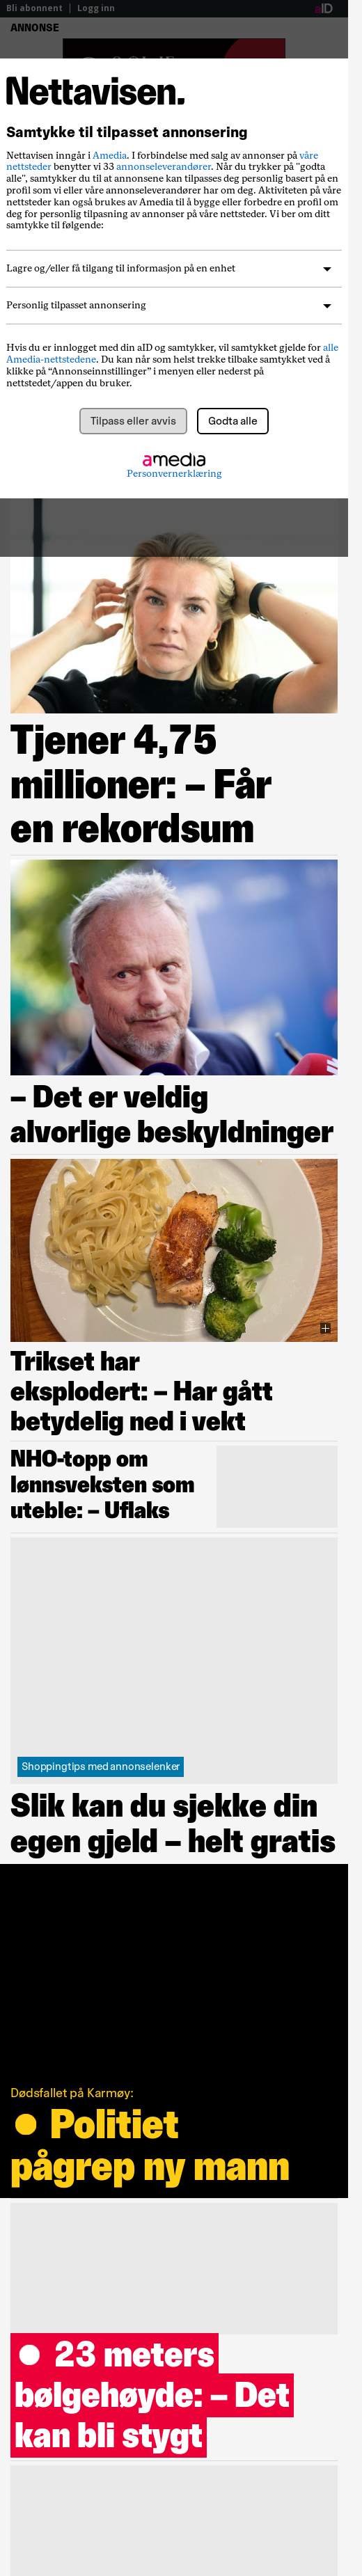 Bli abonnent | Logg inn
aID
ANNONSE
Nettavisen.
Samtykke til tilpasset annonsering
Nettavisen inngår i Amedia. I forbindelse med salg av annonser på våre
nettsteder benytter vi 33 annonseleverandører. Når du trykker på "godta
alle", samtykker du til at annonsene kan tilpasses deg personlig basert på en
profil som vi eller våre annonseleverandører har om deg. Aktiviteten på våre
nettsteder kan også brukes av Amedia til å bygge eller forbedre en profil om
deg for personlig tilpasning av annonser på våre nettsteder. Vi ber om ditt
samtykke til følgende:
Lagre og/eller få tilgang til informasjon på en enhet
Personlig tilpasset annonsering
Hvis du er innlogget med din aID og samtykker, vil samtykket gjelde for alle
Amedia-nettstedene. Du kan når som helst trekke tilbake samtykket ved å
klikke på “Annonseinnstillinger” i menyen eller nederst på
nettstedet/appen du bruker.
Tilpass eller avvis
Godta alle
amedia
Personvernerklæring
Tjener 4,75
millioner: – Får
en rekordsum
– Det er veldig
alvorlige beskyldninger
Trikset har
eksplodert: – Har gått
betydelig ned i vekt
NHO-topp om
lønnsveksten som
uteble: – Uflaks
Shoppingtips med annonselenker
Slik kan du sjekke din
egen gjeld – helt gratis
Dødsfallet på Karmøy:
● Politiet
pågrep ny mann
● 23 meters
bølgehøyde: – Det
kan bli stygt